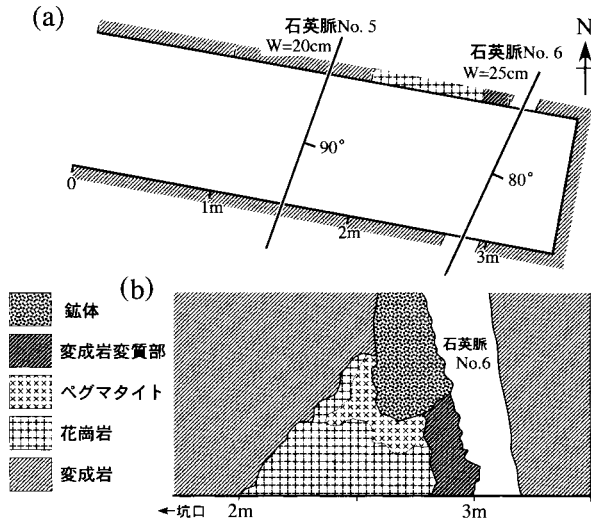 (a)
石英脈No. 5
W=20cm
石英脈No. 6
W=25cm
N
90°
80°
0
1m
2m
3m
(b)
鉱体
変成岩変質部
ペグマタイト
花崗岩
変成岩
石英脈
No.6
←坑口
2m
3m